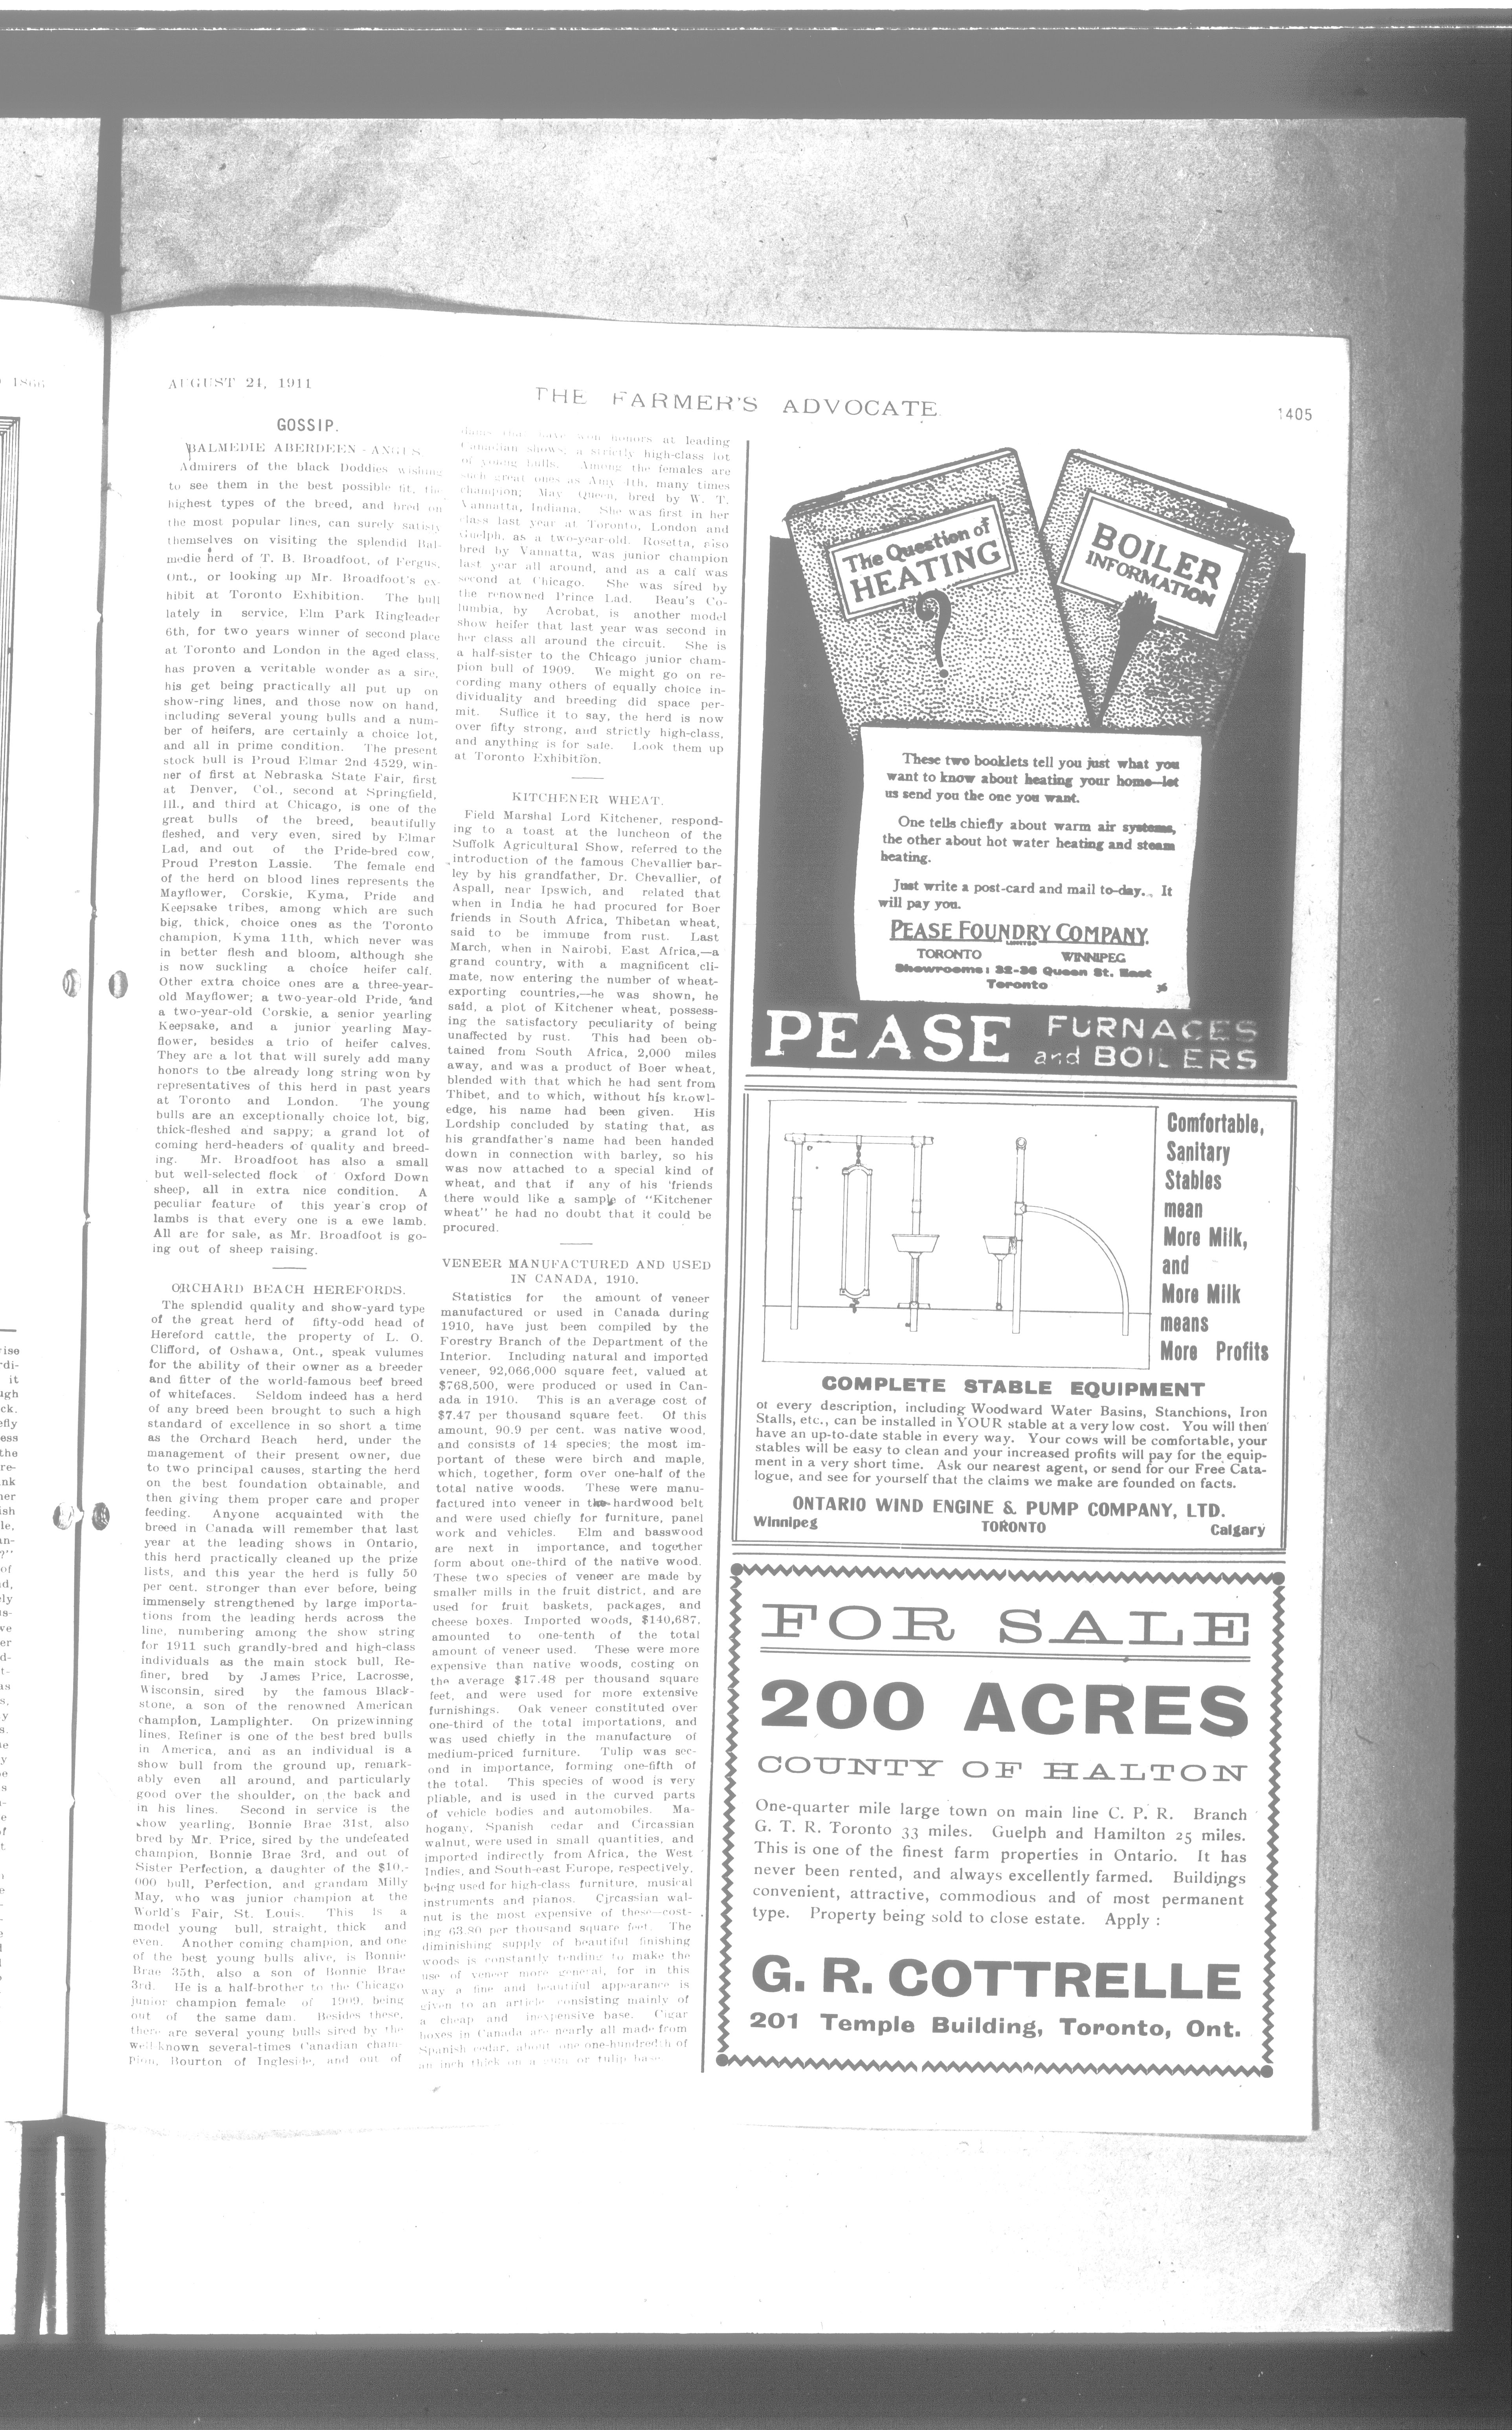 1866
AUGUST 24, 1911
THE FARMER'S ADVOCATE
1405
GOSSIP.
BALMEDIE ABERDEEN-ANGUS
Admirers of the black Doddies wishing
to see them in the best possible fit, the
highest types of the breed, and bred on
the most popular lines, can surely satisfy
themselves on visiting the splendid Bal-
medie herd of T. B. Broadfoot, of Fergus,
Ont., or looking up Mr. Broadfoot's ex-
hibit at Toronto Exhibition. The bull
lately in service, Elm Park Ringleader
6th, for two years winner of second place
at Toronto and London in the aged class,
has proven a veritable wonder as a sire,
his get being practically all put up on
show-ring lines, and those now on hand,
including several young bulls and a num-
ber of heifers, are certainly a choice lot,
and all in prime condition. The present
stock bull is Proud Elmar 2nd 4529, win-
ner of first at Nebraska State Fair, first
at Denver, Col., second at Springfield,
Ill., and third at Chicago, is one of the
great bulls of the breed, beautifully
fleshed, and very even, sired by Elmar
Lad, and out of the Pride-bred cow,
Proud Preston Lassie. The female end
of the herd on blood lines represents the
Mayflower, Corskie, Kyma, Pride and
Keepsake tribes, among which are such
big, thick, choice ones as the Toronto
champion, Kyma 11th, which never was
in better flesh and bloom, although she
is now suckling a choice heifer calf.
Other extra choice ones are a three-year-
old Mayflower; a two-year-old Pride, and
a two-year-old Corskie, a senior yearling
Keepsake, and a junior yearling May-
flower, besides a trio of heifer calves.
They are a lot that will surely add many
honors to the already long string won by
representatives of this herd in past years
at Toronto and London. The young
bulls are an exceptionally choice lot, big,
thick-fleshed and sappy; a grand lot of
coming herd-headers of quality and breed-
ing. Mr. Broadfoot has also a small
but well-selected flock of Oxford Down
sheep, all in extra nice condition. A
peculiar feature of this year's crop of
lambs is that every one is a ewe lamb.
All are for sale, as Mr. Broadfoot is go-
ing out of sheep raising.
ORCHARD BEACH HEREFORDS.
The splendid quality and show-yard type
of the great herd of fifty-odd head of
Hereford cattle, the property of L. O.
Clifford, of Oshawa, Ont., speak vulumes
for the ability of their owner as a breeder
and fitter of the world-famous beef breed
of whitefaces. Seldom indeed has a herd
of any breed been brought to such a high
standard of excellence in so short a time
as the Orchard Beach herd, under the
management of their present owner, due
to two principal causes, starting the herd
on the best foundation obtainable, and
then giving them proper care and proper
feeding. Anyone acquainted with the
breed in Canada will remember that last
year at the leading shows in Ontario,
this herd practically cleaned up the prize
lists, and this year the herd is fully 50
per cent. stronger than ever before, being
immensely strengthened by large importa-
tions from the leading herds across the
line, numbering among the show string
for 1911 such grandly-bred and high-class
individuals as the main stock bull, Re-
finer, bred by James Price, Lacrosse,
Wisconsin, sired by the famous Black-
stone, a son of the renowned American
champion, Lamplighter. On prizewinning
lines, Refiner is one of the best bred bulls
in America, and as an individual is a
show bull from the ground up, remark-
ably even all around, and particularly
good over the shoulder, on the back and
in his lines. Second in service is the
show yearling, Bonnie Brae 31st, also
bred by Mr. Price, sired by the undefeated
champion, Bonnie Brae 3rd, and out of
Sister Perfection, a daughter of the $10,-
000 bull, Perfection, and grandam Milly
May, who was junior champion at the
World's Fair, St. Louis. This is a
model young bull, straight, thick and
even. Another coming champion, and one
of the best young bulls alive, is Bonnie
Brae 35th, also a son of Bonnie Brae
3rd. He is a half-brother to the Chicago
junior champion female of 1909, being
out of the same dam. Besides these,
there are several young bulls sired by the
well known several-times Canadian cham-
pion, Bourton of Ingleside, and out of
dams that have won honors at leading
Canadian shows; a strictly high-class lot
of young bulls. Among the females are
such great ones as Amy 4th, many times
champion; May Queen, bred by W. T.
Vannatta, Indiana. She was first in her
class last year at Toronto, London and
Guelph, as a two-year-old. Rosetta, also
bred by Vannatta, was junior champion
last year all around, and as a calf was
second at Chicago. She was sired by
the renowned Prince Lad. Beau's Co-
lumbia, by Acrobat, is another model
show heifer that last year was second in
her class all around the circuit. She is
a half-sister to the Chicago junior cham-
pion bull of 1909. We might go on re-
cording many others of equally choice in-
dividuality and breeding did space per-
mit. Suffice it to say, the herd is now
over fifty strong, and strictly high-class,
and anything is for sale. Look them up
at Toronto Exhibition.
KITCHENER WHEAT.
Field Marshal Lord Kitchener, respond-
ing to a toast at the luncheon of the
Suffolk Agricultural Show, referred to the
introduction of the famous Chevallier bar-
ley by his grandfather, Dr. Chevallier, of
Aspall, near Ipswich, and related that
when in India he had procured for Boer
friends in South Africa, Thibetan wheat,
said to be immune from rust. Last
March, when in Nairobi, East Africa,—a
grand country, with a magnificent cli-
mate, now entering the number of wheat-
exporting countries,—he was shown, he
said, a plot of Kitchener wheat, possess-
ing the satisfactory peculiarity of being
unaffected by rust. This had been ob-
tained from South Africa, 2,000 miles
away, and was a product of Boer wheat,
blended with that which he had sent from
Thibet, and to which, without his knowl-
edge, his name had been given. His
Lordship concluded by stating that, as
his grandfather's name had been handed
down in connection with barley, so his
was now attached to a special kind of
wheat, and that if any of his friends
there would like a sample of "Kitchener
wheat" he had no doubt that it could be
procured.
VENEER MANUFACTURED AND USED
IN CANADA, 1910.
Statistics for the amount of veneer
manufactured or used in Canada during
1910, have just been compiled by the
Forestry Branch of the Department of the
Interior. Including natural and imported
veneer, 92,066,000 square feet, valued at
$768,500, were produced or used in Can-
ada in 1910. This is an average cost of
$7.47 per thousand square feet. Of this
amount, 90.9 per cent. was native wood,
and consists of 14 species; the most im-
portant of these were birch and maple,
which, together, form over one-half of the
total native woods. These were manu-
factured into veneer in the hardwood belt
and were used chiefly for furniture, panel
work and vehicles. Elm and basswood
are next in importance, and together
form about one-third of the native wood.
These two species of veneer are made by
smaller mills in the fruit district, and are
used for fruit baskets, packages, and
cheese boxes. Imported woods, $140,687,
amounted to one-tenth of the total
amount of veneer used. These were more
expensive than native woods, costing on
the average $17.48 per thousand square
feet, and were used for more extensive
furnishings. Oak veneer constituted over
one-third of the total importations, and
was used chiefly in the manufacture of
medium-priced furniture. Tulip was sec-
ond in importance, forming one-fifth of
the total. This species of wood is very
pliable, and is used in the curved parts
of vehicle bodies and automobiles. Ma-
hogany, Spanish cedar and Circassian
walnut, were used in small quantities, and
imported indirectly from Africa, the West
Indies, and South-east Europe, respectively,
being used for high-class furniture, musical
instruments and pianos. Circassian wal-
nut is the most expensive of these—cost-
ing 63.80 per thousand square feet. The
diminishing supply of beautiful finishing
woods is constantly tending to make the
use of veneer more general, for in this
way a fine and beautiful appearance is
given to an article consisting mainly of
a cheap and inexpensive base. Cigar
boxes in Canada are nearly all made from
Spanish cedar, about one one-hundredth of
an inch thick on a or tulip base.
The Question of
HEATING
?
BOILER
INFORMATION
These two booklets tell you just what you
want to know about heating your home—let
us send you the one you want.
One tells chiefly about warm air systems,
the other about hot water heating and steam
heating.
Just write a post-card and mail to-day. It
will pay you.
PEASE FOUNDRY COMPANY.
LIMITED
TORONTO WINNIPEG
Showrooms: 32-36 Queen St. East
Toronto
36
PEASE FURNACES
and BOILERS
Comfortable,
Sanitary
Stables
mean
More Milk,
and
More Milk
means
More Profits
COMPLETE STABLE EQUIPMENT
of every description, including Woodward Water Basins, Stanchions, Iron
Stalls, etc., can be installed in YOUR stable at a very low cost. You will then
have an up-to-date stable in every way. Your cows will be comfortable, your
stables will be easy to clean and your increased profits will pay for the equip-
ment in a very short time. Ask our nearest agent, or send for our Free Cata-
logue, and see for yourself that the claims we make are founded on facts.
ONTARIO WIND ENGINE & PUMP COMPANY, LTD.
Winnipeg TORONTO Calgary
FOR SALE
200 ACRES
COUNTY OF HALTON
One-quarter mile large town on main line C. P. R. Branch
G. T. R. Toronto 33 miles. Guelph and Hamilton 25 miles.
This is one of the finest farm properties in Ontario. It has
never been rented, and always excellently farmed. Buildings
convenient, attractive, commodious and of most permanent
type. Property being sold to close estate. Apply :
G. R. COTTRELLE
201 Temple Building, Toronto, Ont.